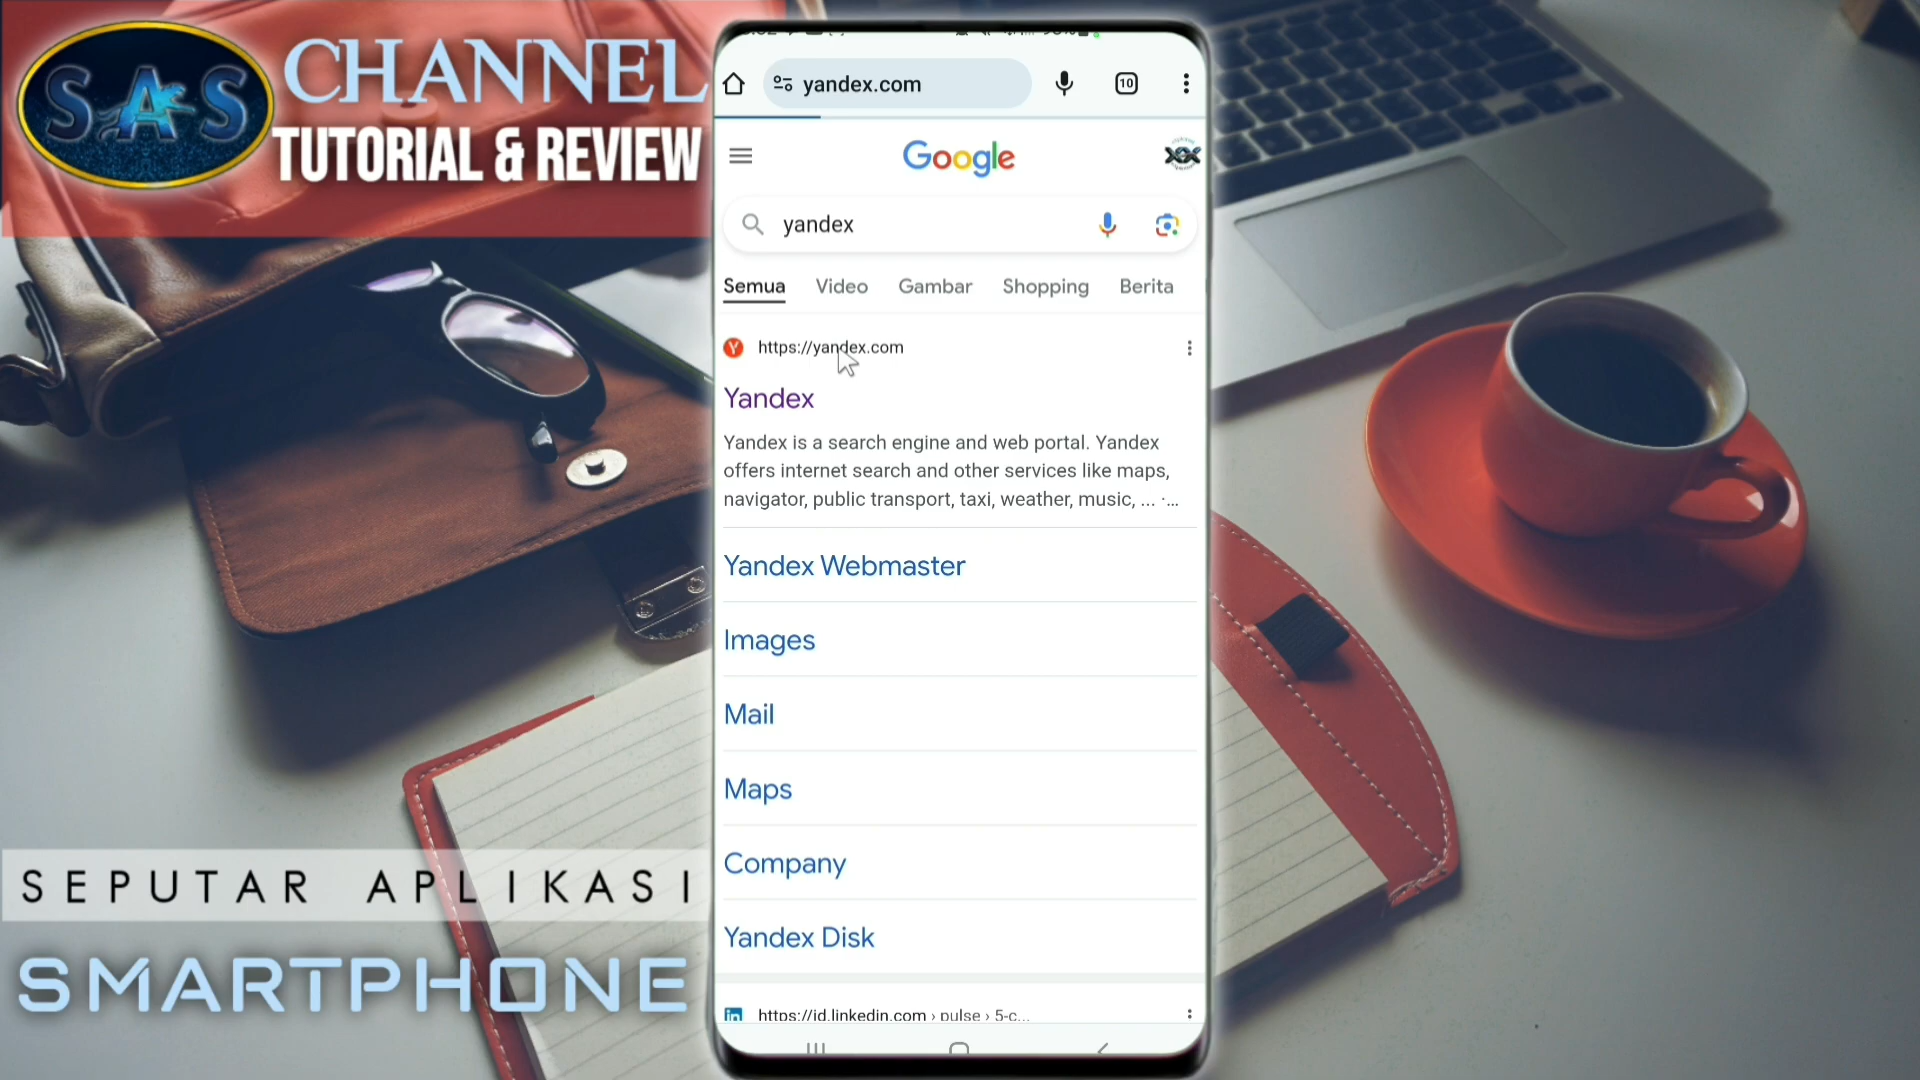 SAS
CHANNEL
TUTORIAL & REVIEW
yandex.com
10
Google
yandex
Semua Video Gambar Shopping Berita
https://yandex.com
Yandex
Yandex is a search engine and web portal. Yandex
offers internet search and other services like maps,
navigator, public transport, taxi, weather, music, ... ·...
Yandex Webmaster
Images
Mail
Maps
Company
Yandex Disk
https://id.linkedin.com › pulse › 5-c...
SEPUTAR APLIKASI
SMARTPHONE